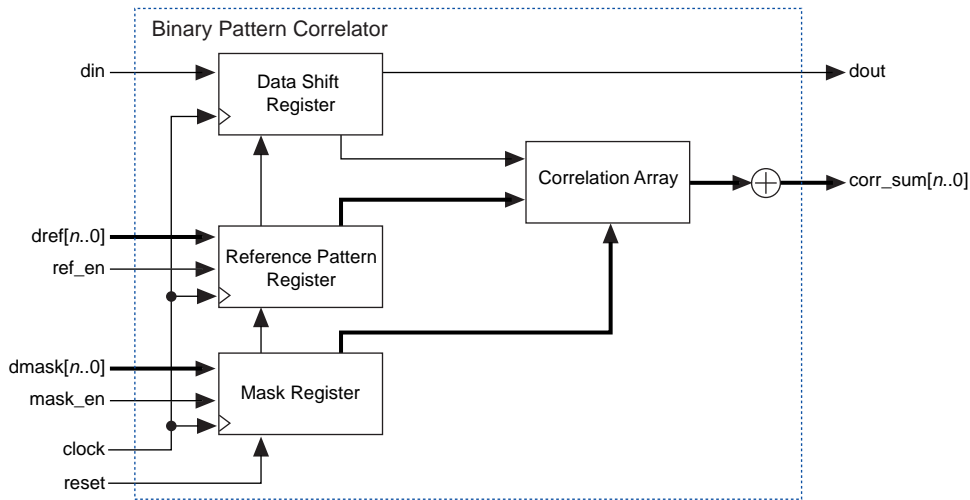 Binary Pattern Correlator
din
Data Shift
Register
dout
Correlation Array
corr_sum[n..0]
dref[n..0]
ref_en
Reference Pattern
Register
dmask[n..0]
mask_en
Mask Register
clock
reset